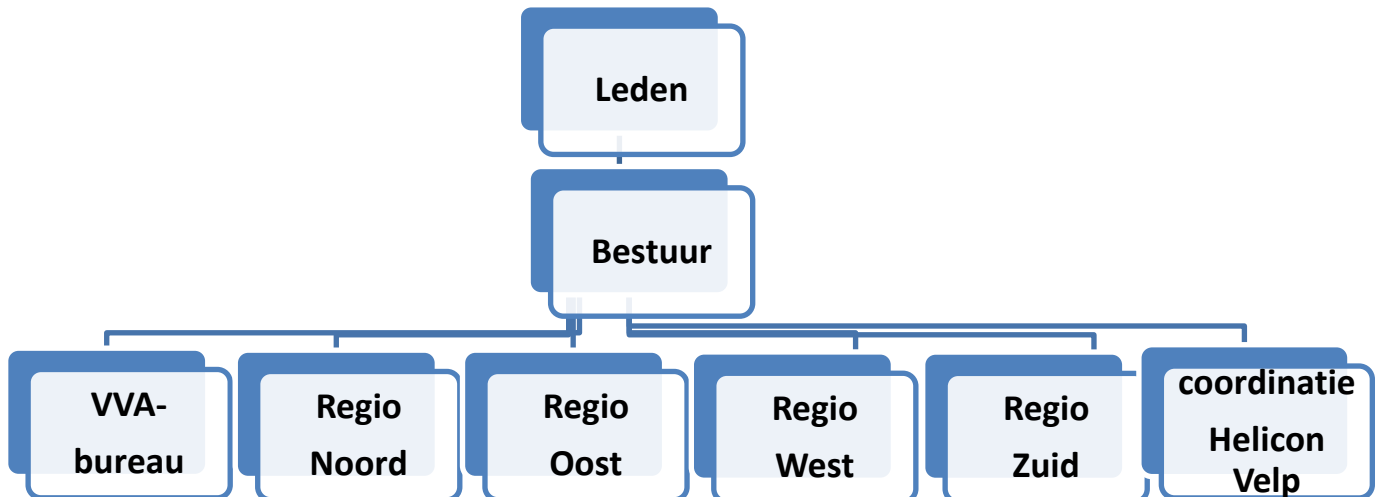 Leden
Bestuur
VVA-
bureau
Regio
Noord
Regio
Oost
Regio
West
Regio
Zuid
coordinatie
Helicon
Velp